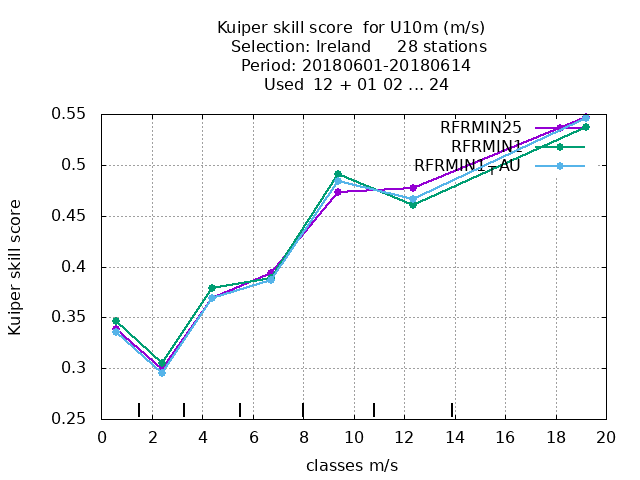 Kuiper skill score  for U10m (m/s)
Selection: Ireland     28 stations
Period: 20180601-20180614
Used  12 + 01 02 ... 24
0.55
0.5
0.45
0.4
0.35
0.3
0.25
Kuiper skill score
RFRMIN25
RFRMIN1
RFRMIN1_AU
0 2 4 6 8 10 12 14 16 18 20
classes m/s